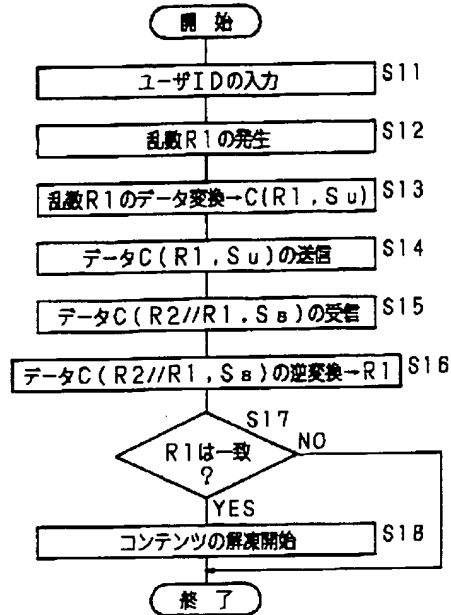 開始
ユーザIDの入力 S11
乱数R1の発生 S12
乱数R1のデータ変換→C(R1,Su) S13
データC(R1,Su)の送信 S14
データC(R2//R1,Ss)の受信 S15
データC(R2//R1,Ss)の逆変換→R1 S16
S17
R1は一致 NO
?
YES
コンテンツの解凍開始 S18
終了